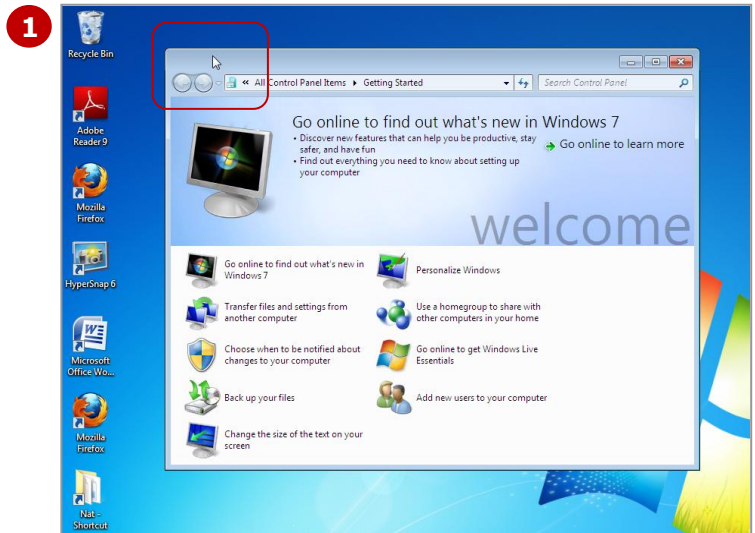 1
Recycle Bin
Adobe
Reader 9
Mozilla
Firefox
HyperSnap 6
Microsoft
Office Wo...
Mozilla
Firefox
Nat -
Shortcut
« All Control Panel Items ▸ Getting Started
Search Control Panel
Go online to find out what's new in Windows 7
• Discover new features that can help you be productive, stay
safer, and have fun
• Find out everything you need to know about setting up
your computer
Go online to learn more
welcome
Go online to find out what's new in
Windows 7
Personalize Windows
Transfer files and settings from
another computer
Use a homegroup to share with
other computers in your home
Choose when to be notified about
changes to your computer
Go online to get Windows Live
Essentials
Back up your files
Add new users to your computer
Change the size of the text on your
screen